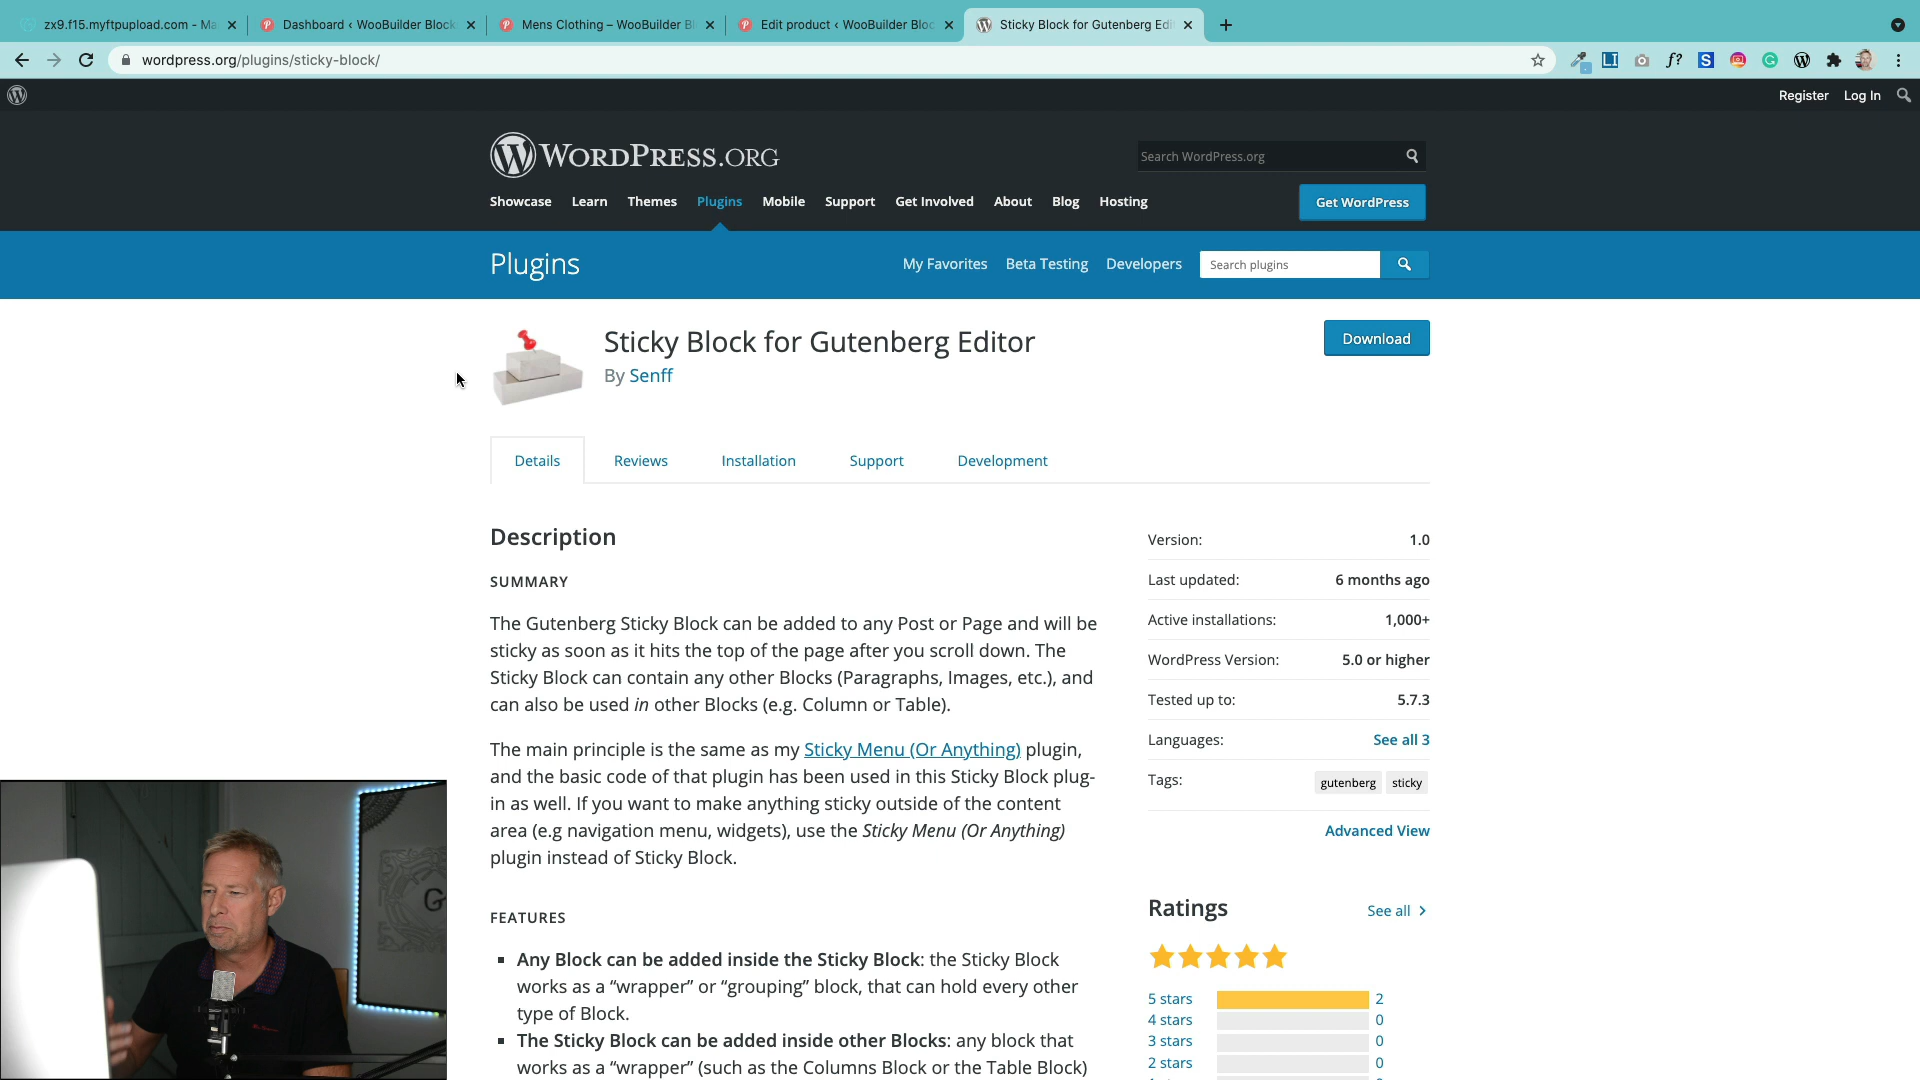 zx9.f15.myftpupload.com - Ma
Dashboard ‹ WooBuilder Block
Mens Clothing – WooBuilder Bl
Edit product ‹ WooBuilder Bloc
Sticky Block for Gutenberg Edi
wordpress.org/plugins/sticky-block/
Register Log In
WORDPRESS.ORG
Search WordPress.org
Showcase Learn Themes Plugins Mobile Support Get Involved About Blog Hosting
Get WordPress
Plugins
My Favorites Beta Testing Developers
Search plugins
Sticky Block for Gutenberg Editor
By Senff
Download
Details Reviews Installation Support Development
Description
SUMMARY
The Gutenberg Sticky Block can be added to any Post or Page and will be
sticky as soon as it hits the top of the page after you scroll down. The
Sticky Block can contain any other Blocks (Paragraphs, Images, etc.), and
can also be used in other Blocks (e.g. Column or Table).
The main principle is the same as my Sticky Menu (Or Anything) plugin,
and the basic code of that plugin has been used in this Sticky Block plug-
in as well. If you want to make anything sticky outside of the content
area (e.g navigation menu, widgets), use the Sticky Menu (Or Anything)
plugin instead of Sticky Block.
FEATURES
▪ Any Block can be added inside the Sticky Block: the Sticky Block
works as a “wrapper” or “grouping” block, that can hold every other
type of Block.
▪ The Sticky Block can be added inside other Blocks: any block that
works as a “wrapper” (such as the Columns Block or the Table Block)
Version: 1.0
Last updated: 6 months ago
Active installations: 1,000+
WordPress Version: 5.0 or higher
Tested up to: 5.7.3
Languages: See all 3
Tags: gutenberg sticky
Advanced View
Ratings See all
5 stars 2
4 stars 0
3 stars 0
2 stars 0